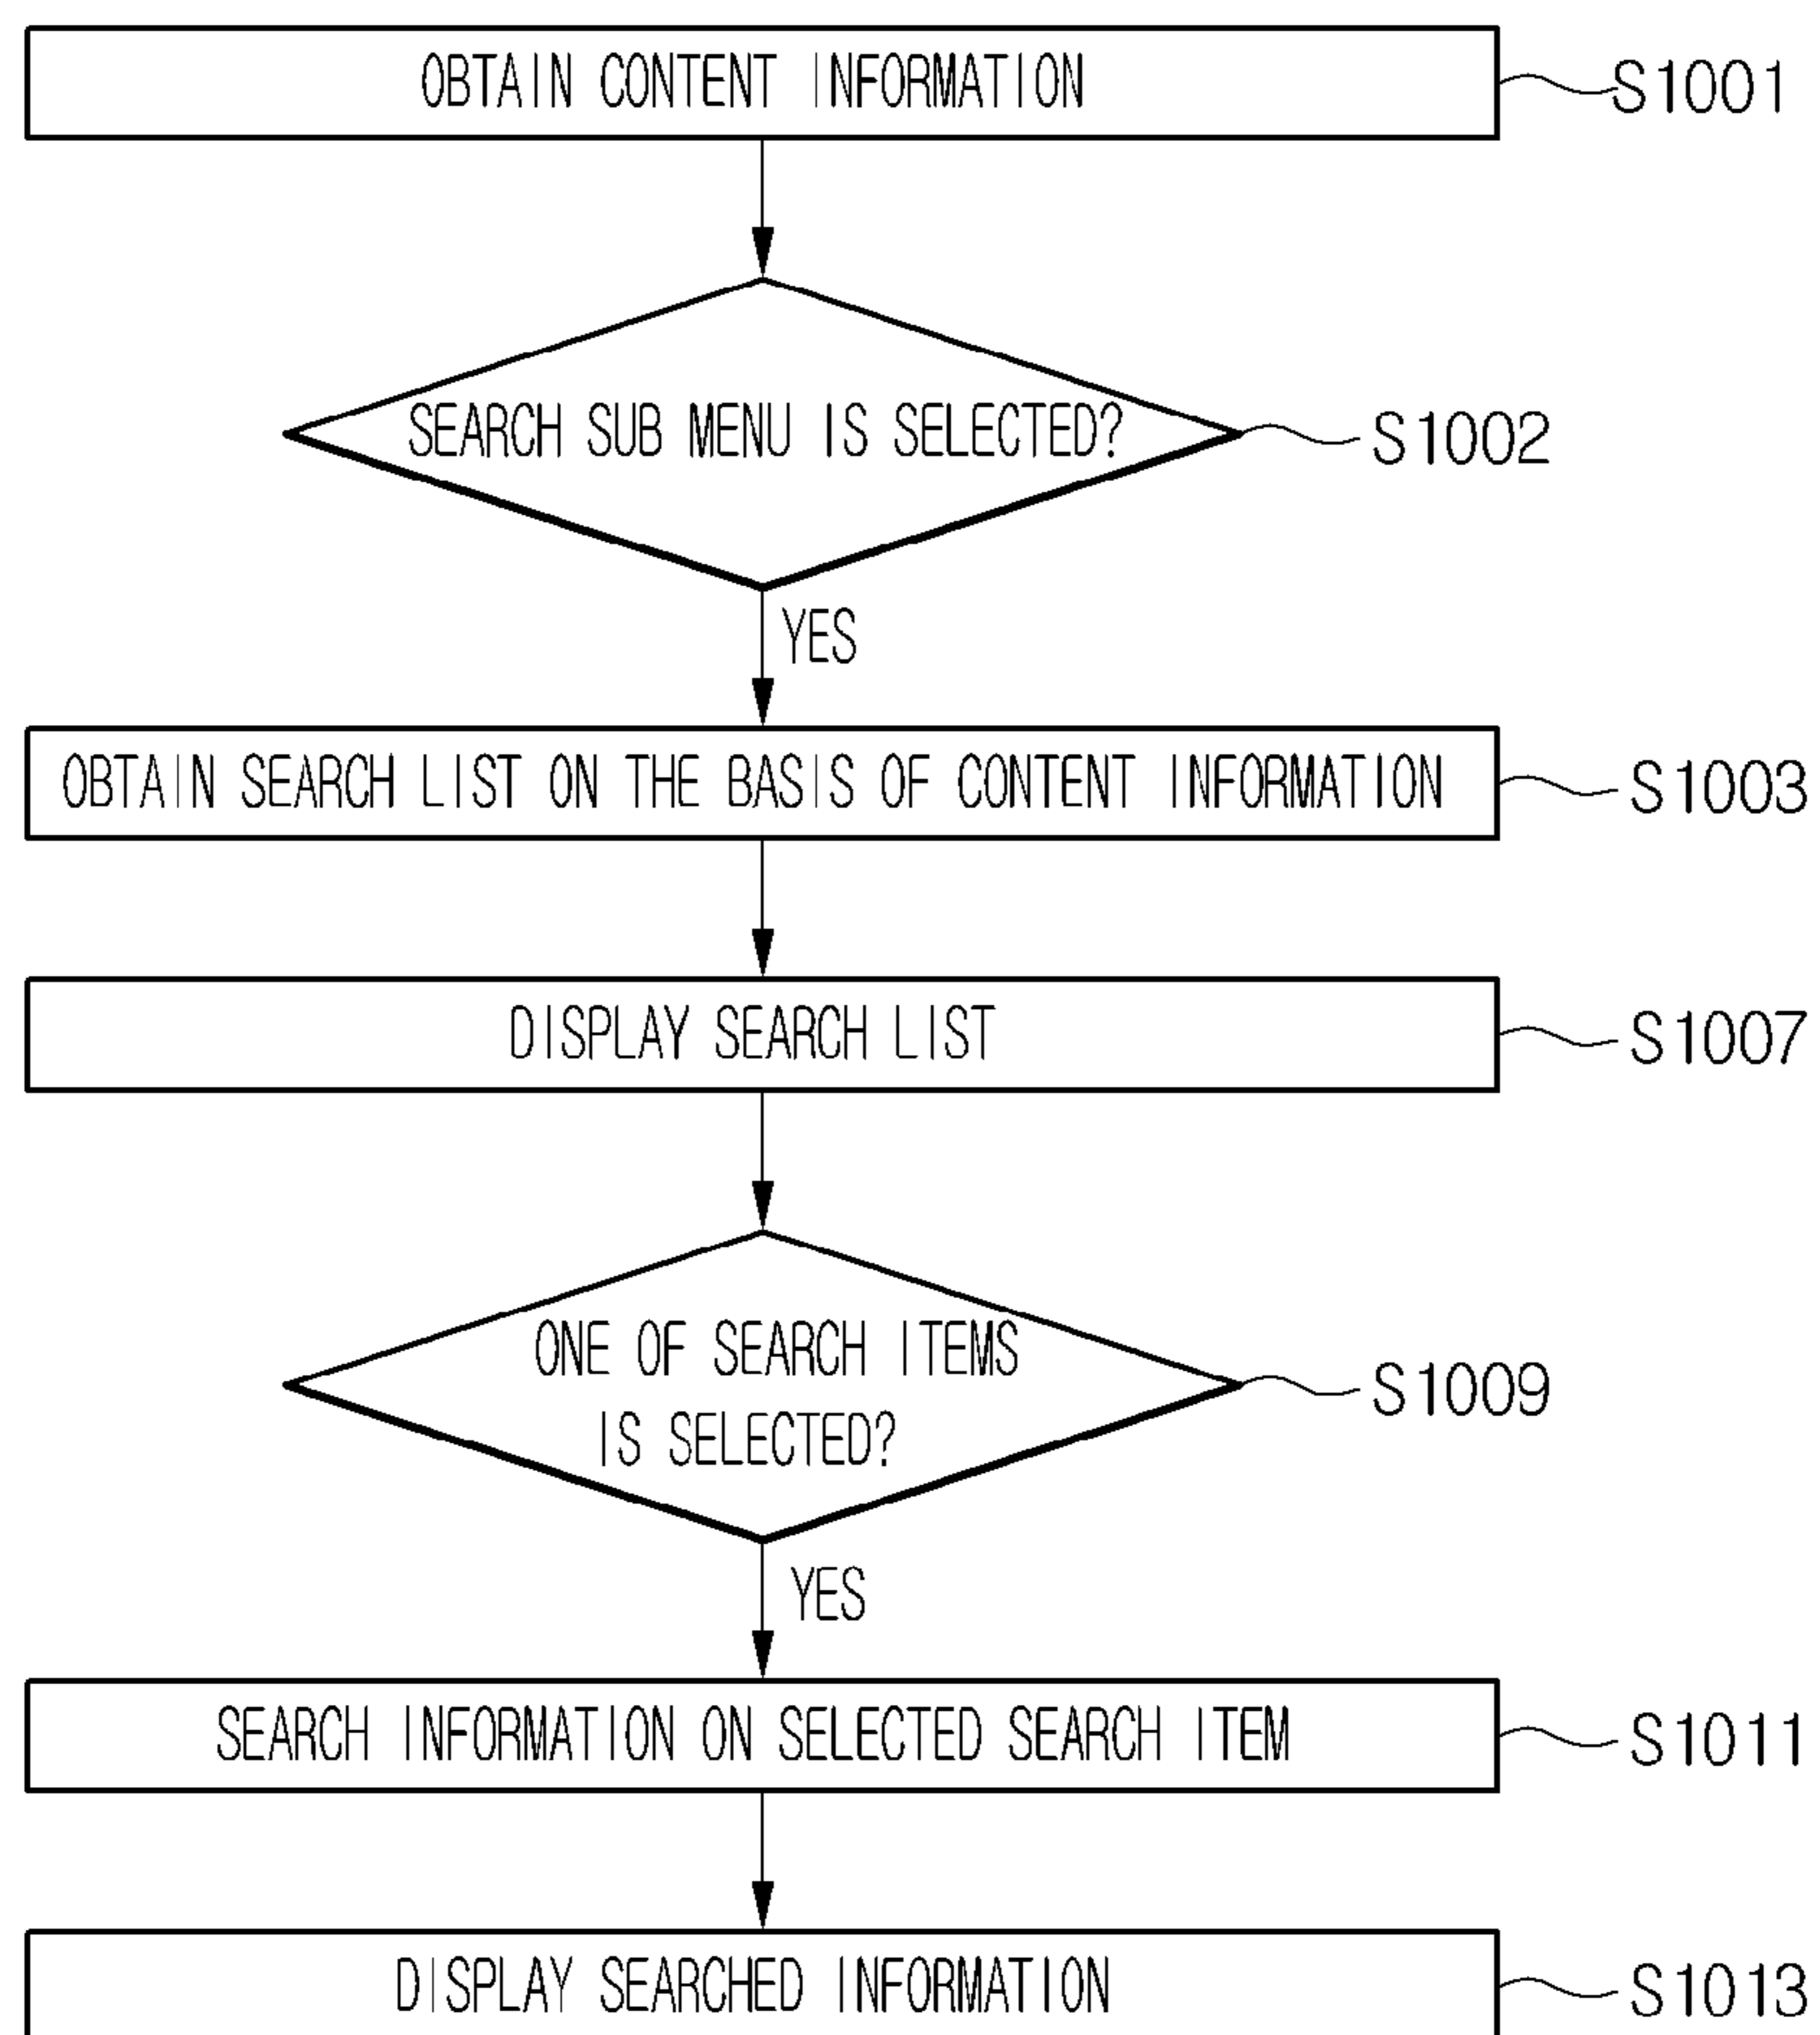 OBTAIN CONTENT INFORMATION
S1001
SEARCH SUB MENU IS SELECTED?
S1002
YES
OBTAIN SEARCH LIST ON THE BASIS OF CONTENT INFORMATION
S1003
DISPLAY SEARCH LIST
S1007
ONE OF SEARCH ITEMS
IS SELECTED?
S1009
YES
SEARCH INFORMATION ON SELECTED SEARCH ITEM
S1011
DISPLAY SEARCHED INFORMATION
S1013